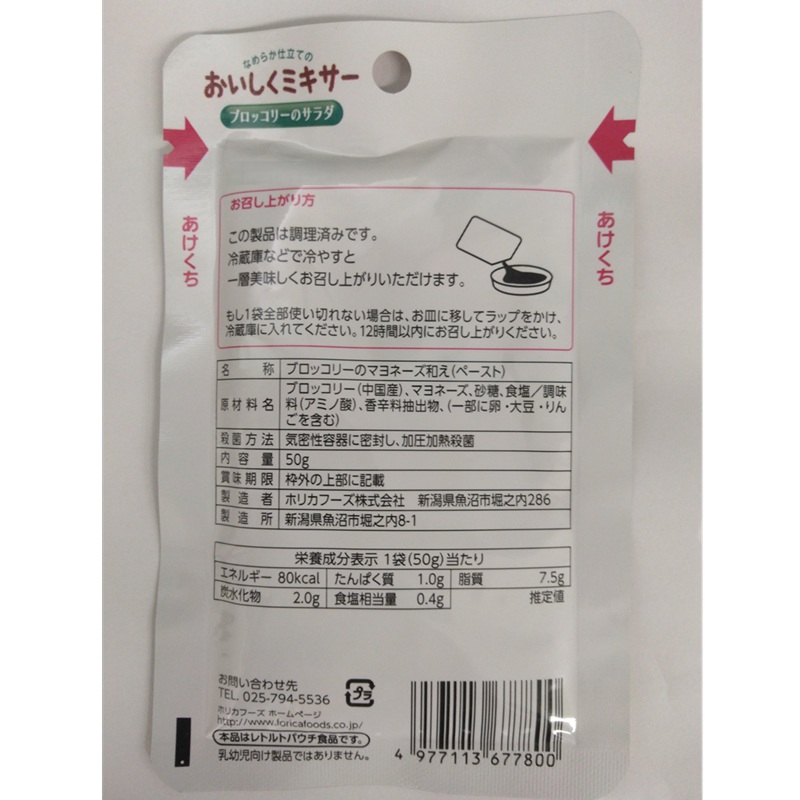 なめらか仕立ての
おいしくミキサー
ブロッコリーのサラダ
あけくち
あけくち
お召し上がり方
この製品は調理済みです。
冷蔵庫などで冷やすと
一層美味しくお召し上がりいただけます。
もし1袋全部使い切れない場合は、お皿に移してラップをかけ、
冷蔵庫に入れてください。12時間以内にお召し上がりください。
名称 ブロッコリーのマヨネーズ和え(ペースト)
原材料名 ブロッコリー(中国産)、マヨネーズ、砂糖、食塩/調味
料(アミノ酸)、香辛料抽出物、(一部に卵・大豆・りん
ごを含む)
殺菌方法 気密性容器に密封し、加圧加熱殺菌
内容量 50g
賞味期限 枠外の上部に記載
製造者 ホリカフーズ株式会社 新潟県魚沼市堀之内286
製造所 新潟県魚沼市堀之内8-1
栄養成分表示 1袋(50g)当たり
エネルギー 80kcal たんぱく質 1.0g 脂質 7.5g
炭水化物 2.0g 食塩相当量 0.4g 推定値
お問い合わせ先
TEL. 025-794-5536
プラ
ホリカフーズ ホームページ
http://www.foricafoods.co.jp/
本品はレトルトパウチ食品です。
乳幼児向け製品ではありません。
4 977113 677800